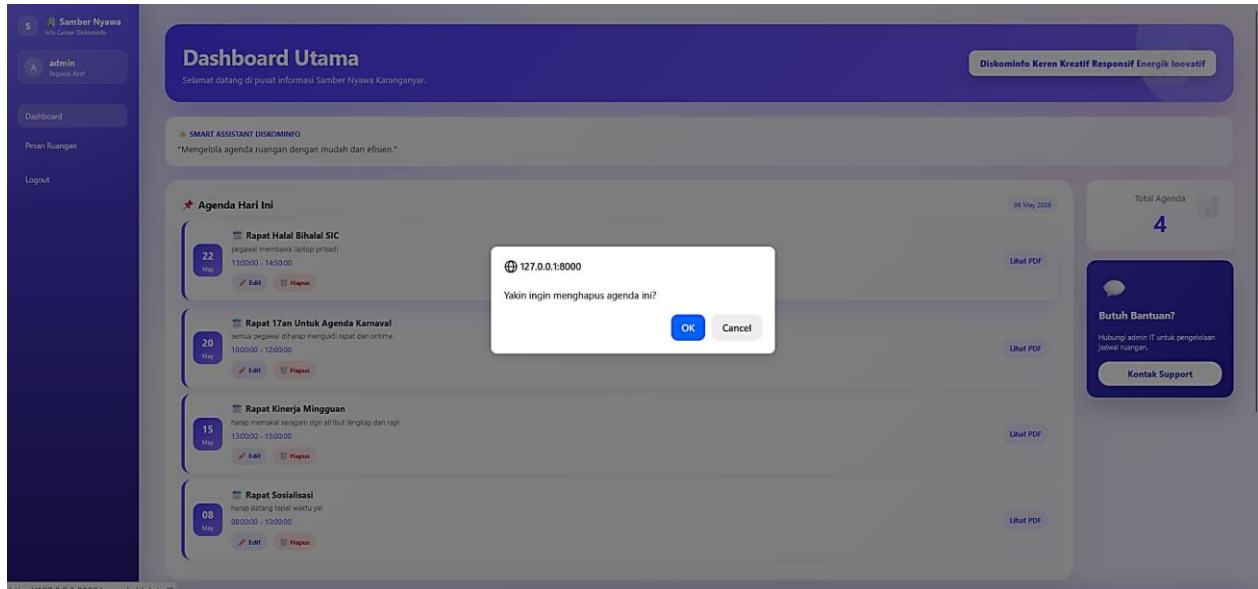 S
Samber Nyawa
Info Center Diskominfo
A
admin
Pegawai Aktif
Dashboard
Pesan Ruangan
Logout
Dashboard Utama
Selamat datang di pusat informasi Samber Nyawa Karanganyar.
Diskominfo Keren Kreatif Responsif Energik Inovatif
SMART ASSISTANT DISKOMINFO
"Mengelola agenda ruangan dengan mudah dan efisien."
Agenda Hari Ini
06 May 2026
22
May
Rapat Halal Bihalal SIC
pegawai membawa laptop pribadi
13:00:00 - 14:50:00
Edit
Hapus
Lihat PDF
20
May
Rapat 17an Untuk Agenda Karnaval
semua pegawai diharap mengukti rapat dan ontime
10:00:00 - 12:00:00
Edit
Hapus
Lihat PDF
15
May
Rapat Kinerja Mingguan
harap memakai seragam dgn atribut lengkap dan rapi
13:00:00 - 15:00:00
Edit
Hapus
Lihat PDF
08
May
Rapat Sosialisasi
harap datang tepat waktu ya!
08:00:00 - 10:00:00
Edit
Hapus
Lihat PDF
127.0.0.1:8000
Yakin ingin menghapus agenda ini?
OK
Cancel
Total Agenda
4
Butuh Bantuan?
Hubungi admin IT untuk pengelolaan
jadwal ruangan.
Kontak Support